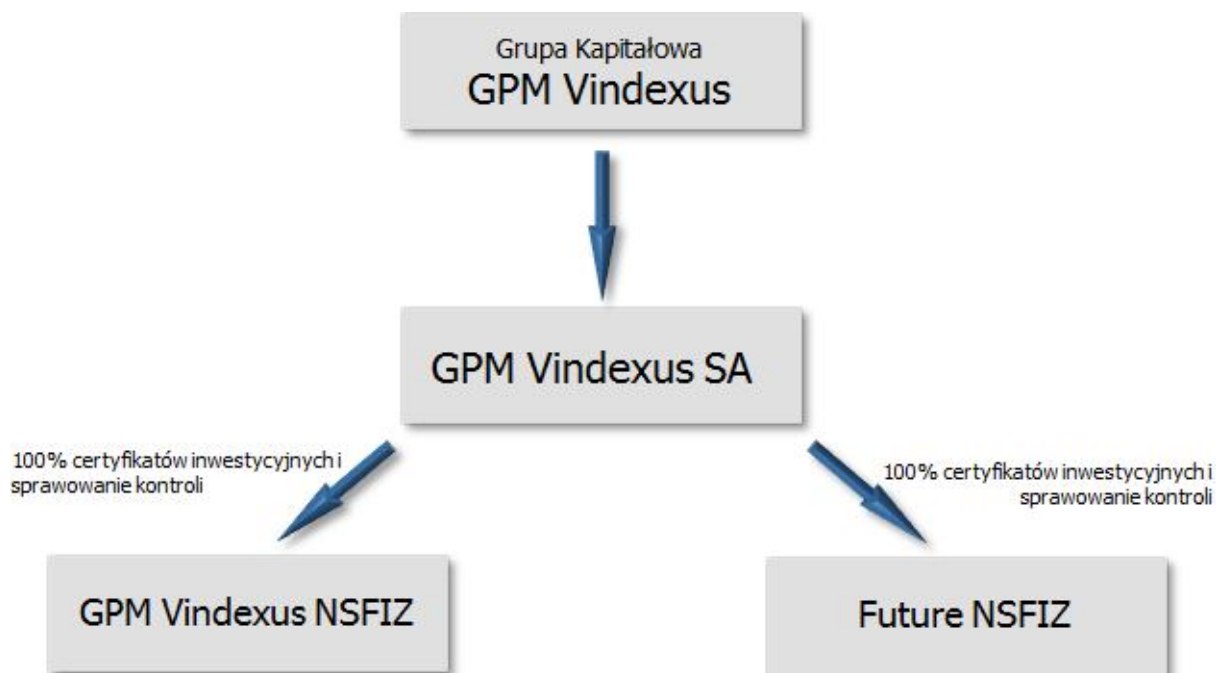 Grupa Kapitałowa
GPM Vindexus
GPM Vindexus SA
100% certyfikatów inwestycyjnych i
sprawowanie kontroli
100% certyfikatów inwestycyjnych i
sprawowanie kontroli
GPM Vindexus NSFIZ
Future NSFIZ